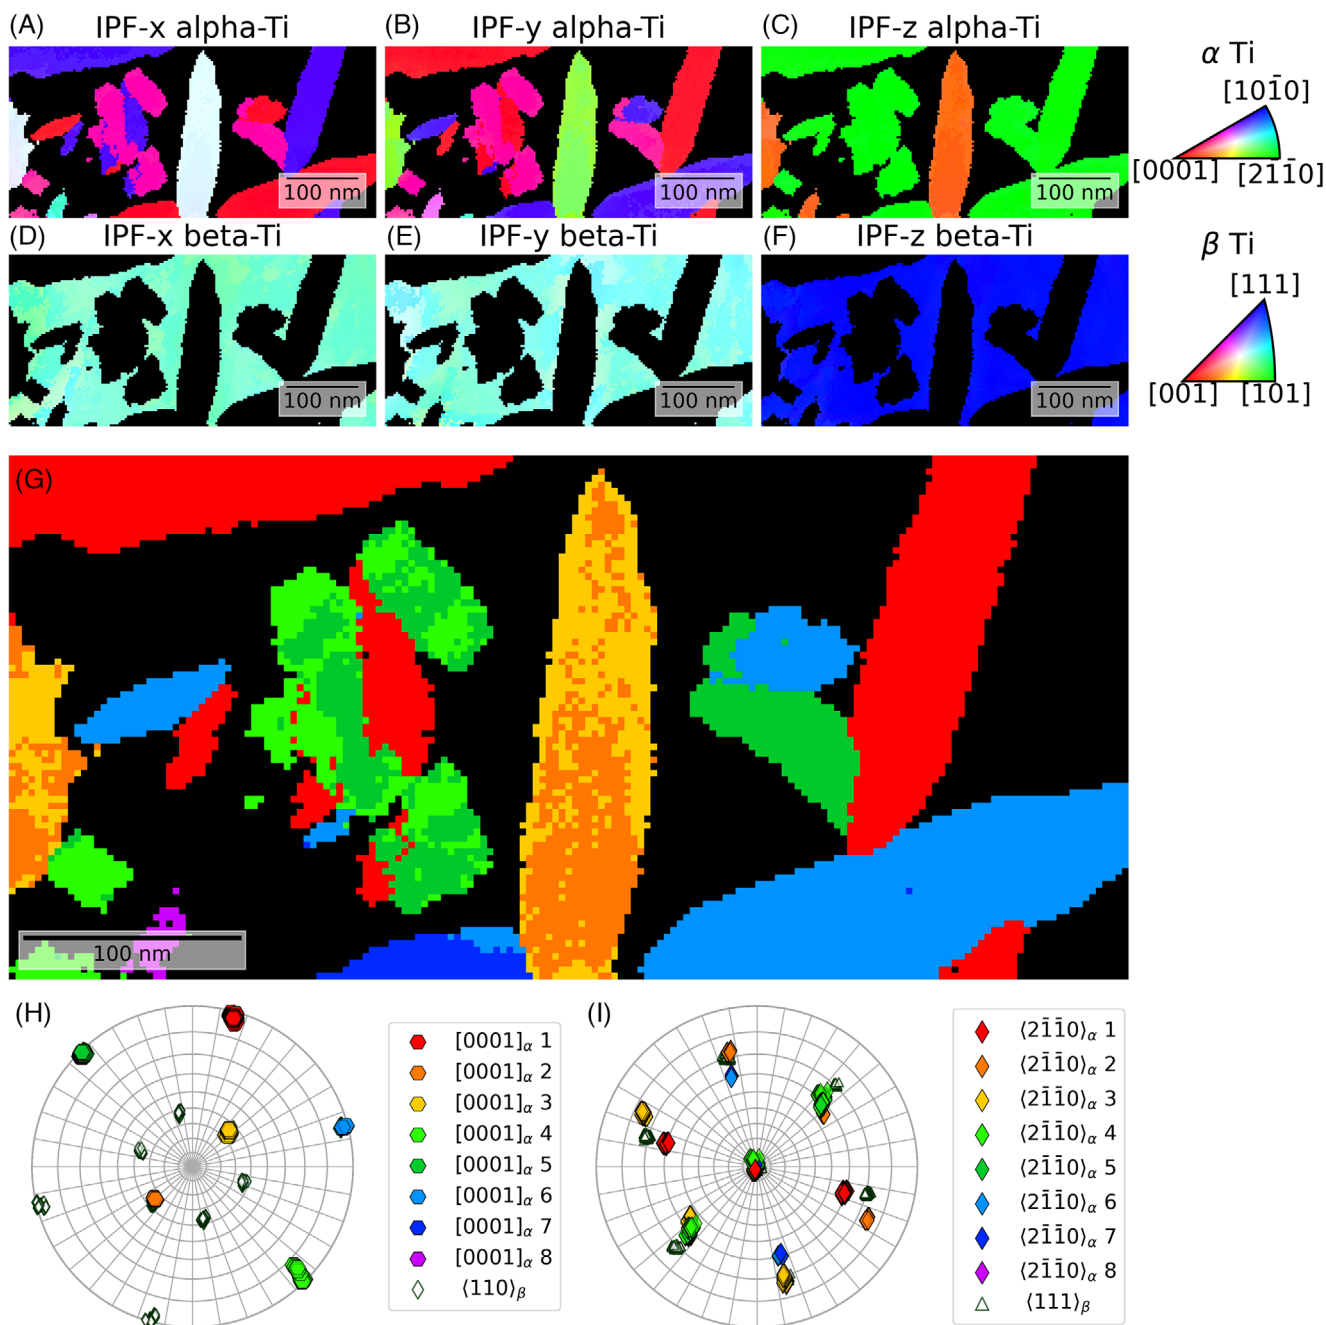 (A) IPF-x alpha-Ti
(B) IPF-y alpha-Ti
(C) IPF-z alpha-Ti
100 nm
100 nm
100 nm
α Ti
[101̄0]
[0001] [21̄1̄0]
(D) IPF-x beta-Ti
(E) IPF-y beta-Ti
(F) IPF-z beta-Ti
100 nm
100 nm
100 nm
β Ti
[111]
[001] [101]
(G)
100 nm
(H)
[0001]α 1
[0001]α 2
[0001]α 3
[0001]α 4
[0001]α 5
[0001]α 6
[0001]α 7
[0001]α 8
⟨110⟩β
(I)
⟨21̄1̄0⟩α 1
⟨21̄1̄0⟩α 2
⟨21̄1̄0⟩α 3
⟨21̄1̄0⟩α 4
⟨21̄1̄0⟩α 5
⟨21̄1̄0⟩α 6
⟨21̄1̄0⟩α 7
⟨21̄1̄0⟩α 8
⟨111⟩β